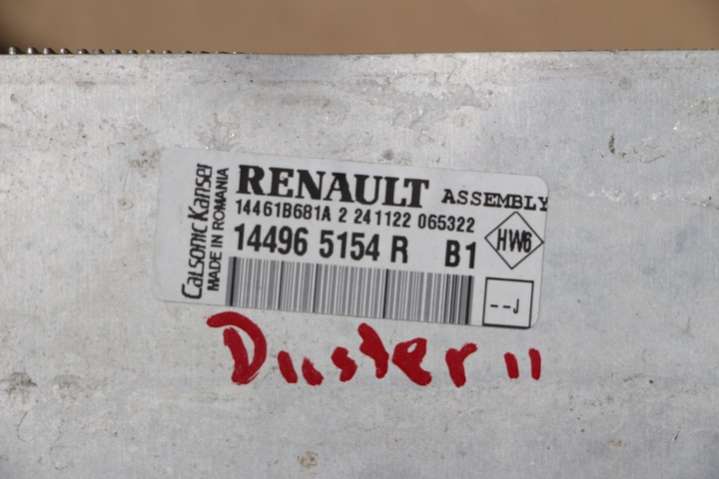 RENAULT ASSEMBLY
14461B681A 2 241122 065322
14496 5154 R B1
HW6
--J
Calsonic Kansei
MADE IN ROMANIA
Duster II